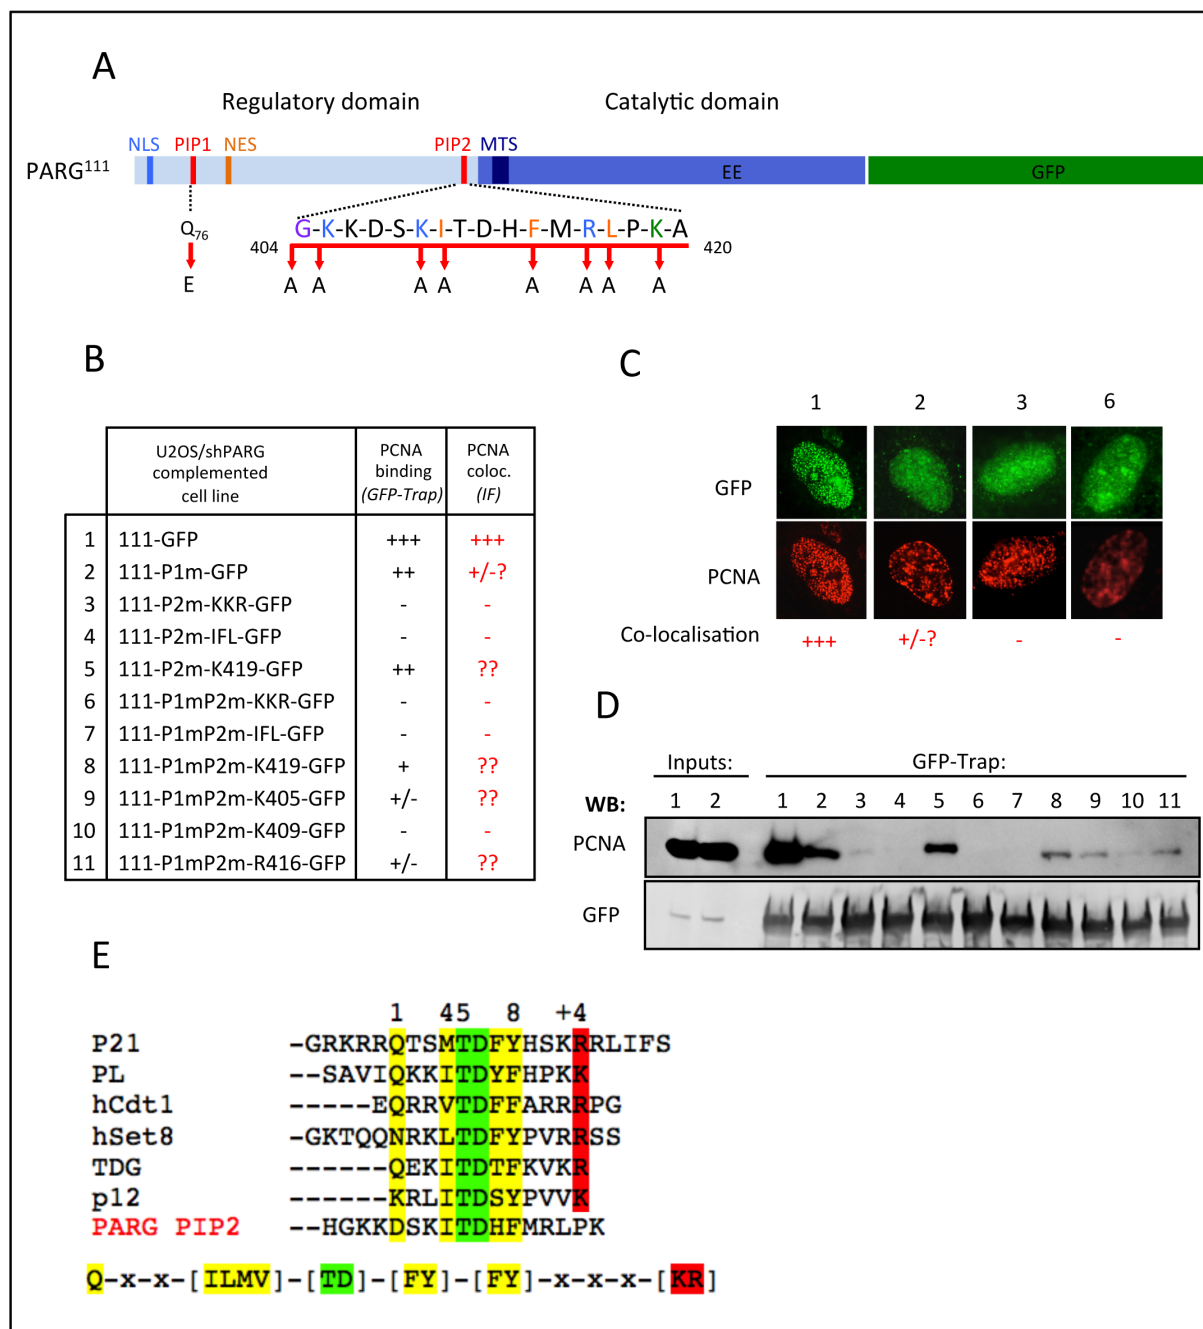 A
Regulatory domain Catalytic domain
NLS PIP1 NES PIP2 MTS
PARG111 EE GFP
G-K-K-D-S-K-I-T-D-H-F-M-R-L-P-K-A
Q76 404 420
E A A A A A A A A
B
U2OS/shPARG complemented cell line PCNA binding (GFP-Trap) PCNA coloc. (IF)
1 111-GFP +++ +++
2 111-P1m-GFP ++ +/-?
3 111-P2m-KKR-GFP - -
4 111-P2m-IFL-GFP - -
5 111-P2m-K419-GFP ++ ??
6 111-P1mP2m-KKR-GFP - -
7 111-P1mP2m-IFL-GFP - -
8 111-P1mP2m-K419-GFP + ??
9 111-P1mP2m-K405-GFP +/- ??
10 111-P1mP2m-K409-GFP - -
11 111-P1mP2m-R416-GFP +/- ??
C
1 2 3 6
GFP
PCNA
Co-localisation +++ +/-? - -
D
Inputs: GFP-Trap:
WB: 1 2 1 2 3 4 5 6 7 8 9 10 11
PCNA
GFP
E
1 45 8 +4
P21 -GRKRRQTSMTDFYHSKRRLIFS
PL --SAVIQKKITDYFHPKK
hCdt1 -----EQRRVTDFFARRRPG
hSet8 -GKTQQNRKLTDFYPVRRSS
TDG ------QEKITDTFKVKR
p12 ------KRLITDSYPVVK
PARG PIP2 --HGKKDSKITDHFMRLPK
Q-x-x-[ILMV]-[TD]-[FY]-[FY]-x-x-x-[KR]